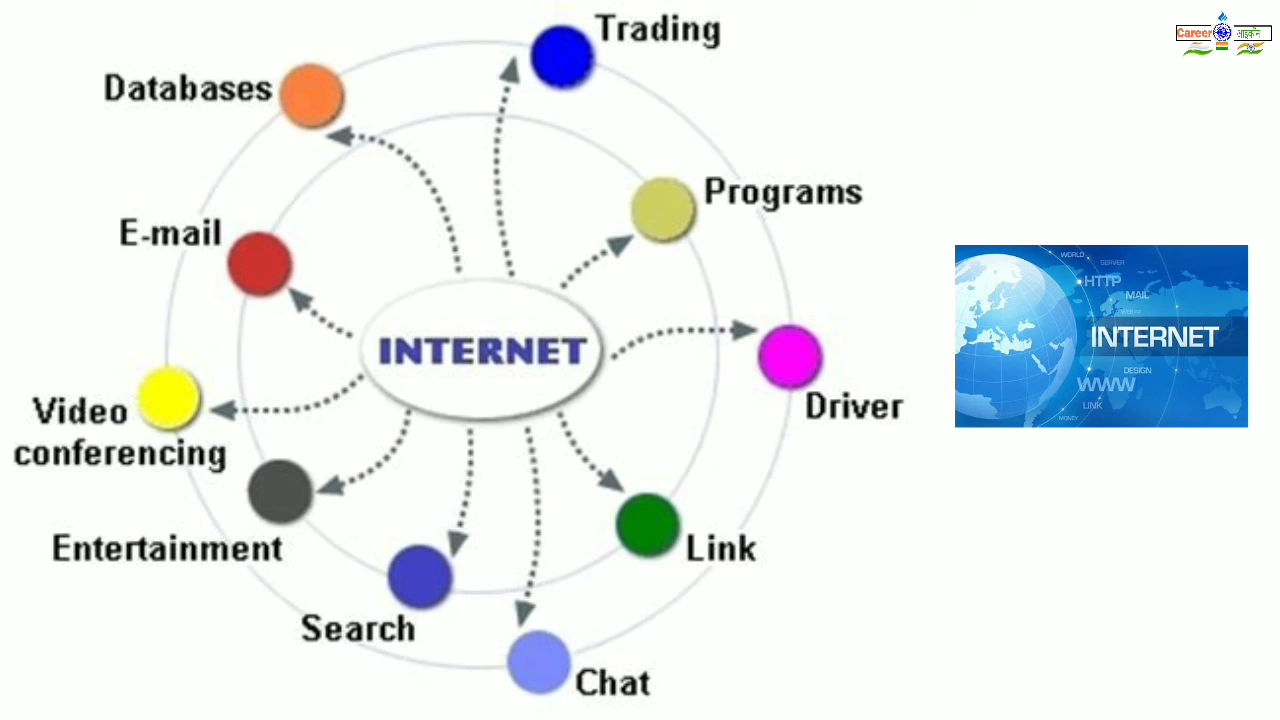 Trading
Career आइकॉन
Databases
Programs
E-mail
INTERNET
Driver
Video
conferencing
Entertainment
Link
Search
Chat
WORLD
SERVER
HTTP
MAIL
INTERNET
DESIGN
WWW
LINK
MONEY